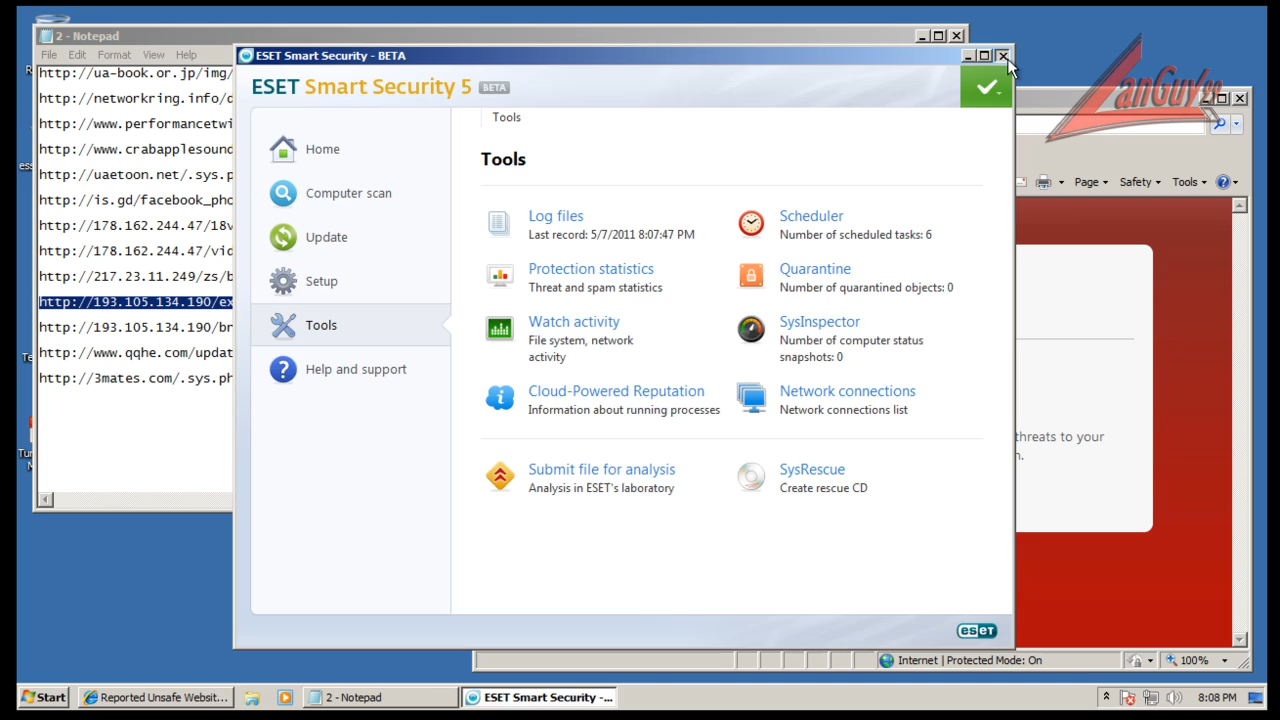 2 - Notepad
File Edit Format View Help
http://ua-book.or.jp/img/
http://networkring.info/
http://www.performancetwi
http://www.crabapplesound
http://uaetoon.net/.sys.p
http://is.gd/facebook_pho
http://178.162.244.47/18v
http://178.162.244.47/vid
http://217.23.11.249/zs/b
http://193.105.134.190/ex
http://193.105.134.190/br
http://www.qqhe.com/updat
http://3mates.com/.sys.ph
ESET Smart Security - BETA
ESET Smart Security 5 BETA
Home
Computer scan
Update
Setup
Tools
Help and support
Tools
Tools
Log files
Last record: 5/7/2011 8:07:47 PM
Scheduler
Number of scheduled tasks: 6
Protection statistics
Threat and spam statistics
Quarantine
Number of quarantined objects: 0
Watch activity
File system, network
activity
SysInspector
Number of computer status
snapshots: 0
Cloud-Powered Reputation
Information about running processes
Network connections
Network connections list
Submit file for analysis
Analysis in ESET's laboratory
SysRescue
Create rescue CD
eseT
Page Safety Tools
threats to your
n.
Internet | Protected Mode: On
100%
Start
Reported Unsafe Websit...
2 - Notepad
ESET Smart Security -...
8:08 PM